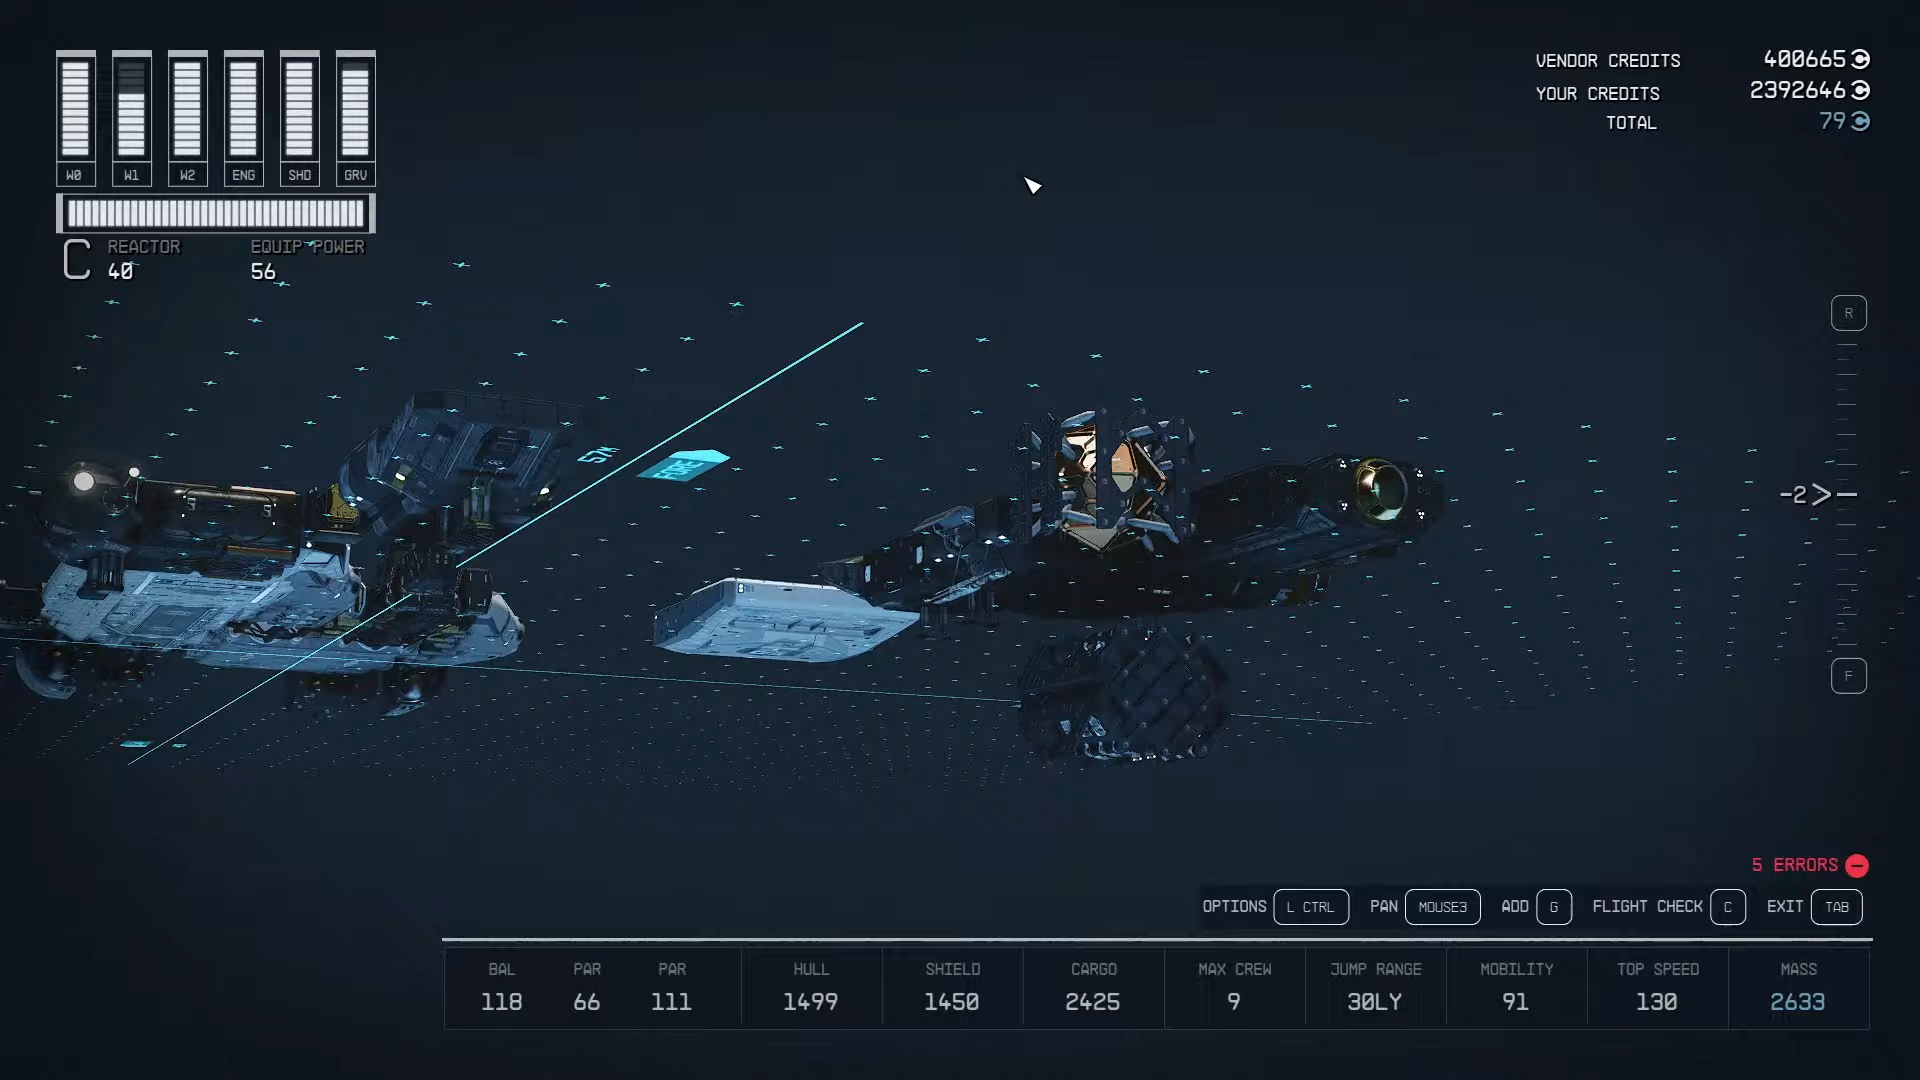 VENDOR CREDITS 400665
YOUR CREDITS 2392646
TOTAL 79
W0 W1 W2 ENG SHD GRV
C REACTOR EQUIP POWER
40 56
R
57M
FORE
-2
F
5 ERRORS
OPTIONS L CTRL PAN MOUSE3 ADD G FLIGHT CHECK C EXIT TAB
BAL PAR PAR HULL SHIELD CARGO MAX CREW JUMP RANGE MOBILITY TOP SPEED MASS
118 66 111 1499 1450 2425 9 30LY 91 130 2633